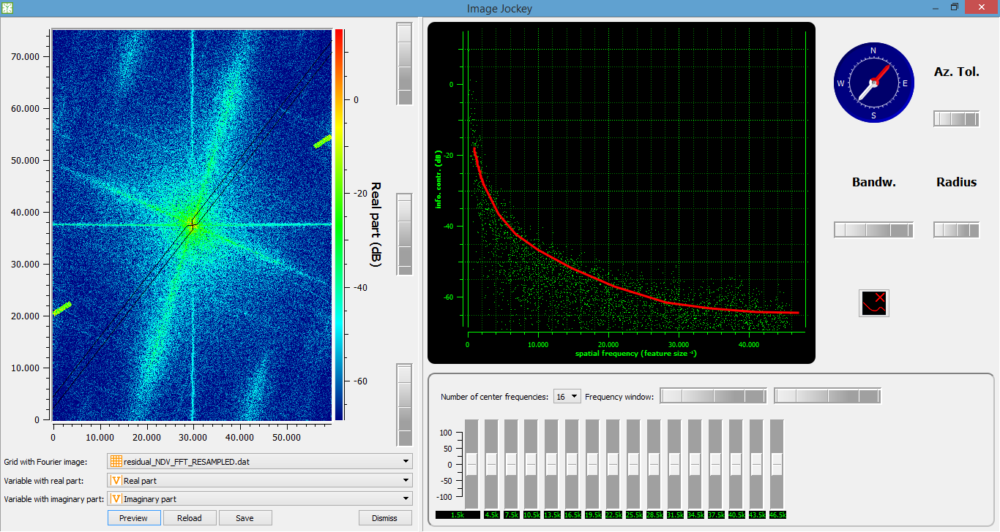 Image Jockey
70.000
60.000
50.000
40.000
30.000
20.000
10.000
0
0 10.000 20.000 30.000 40.000 50.000
0
-20
-40
-60
Real part (dB)
Grid with Fourier image: residual_NDV_FFT_RESAMPLED.dat
Variable with real part: V Real part
Variable with imaginary part: V Imaginary part
Preview Reload Save Dismiss
0
-20
-40
-60
info. contr. (dB)
0 10.000 20.000 30.000 40.000
spatial frequency (feature size ⁻¹)
N
W E
S
Az. Tol.
Bandw. Radius
Number of center frequencies: 16 Frequency window:
100
50
0
-50
-100
1.5k 4.5k 7.5k 10.5k 13.5k 16.5k 19.5k 22.5k 25.5k 28.5k 31.5k 34.5k 37.5k 40.5k 43.5k 46.5k